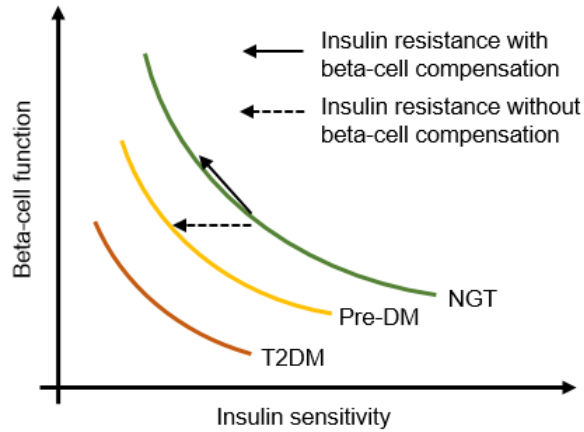 Insulin resistance with
beta-cell compensation
Insulin resistance without
beta-cell compensation
Beta-cell function
NGT
Pre-DM
T2DM
Insulin sensitivity